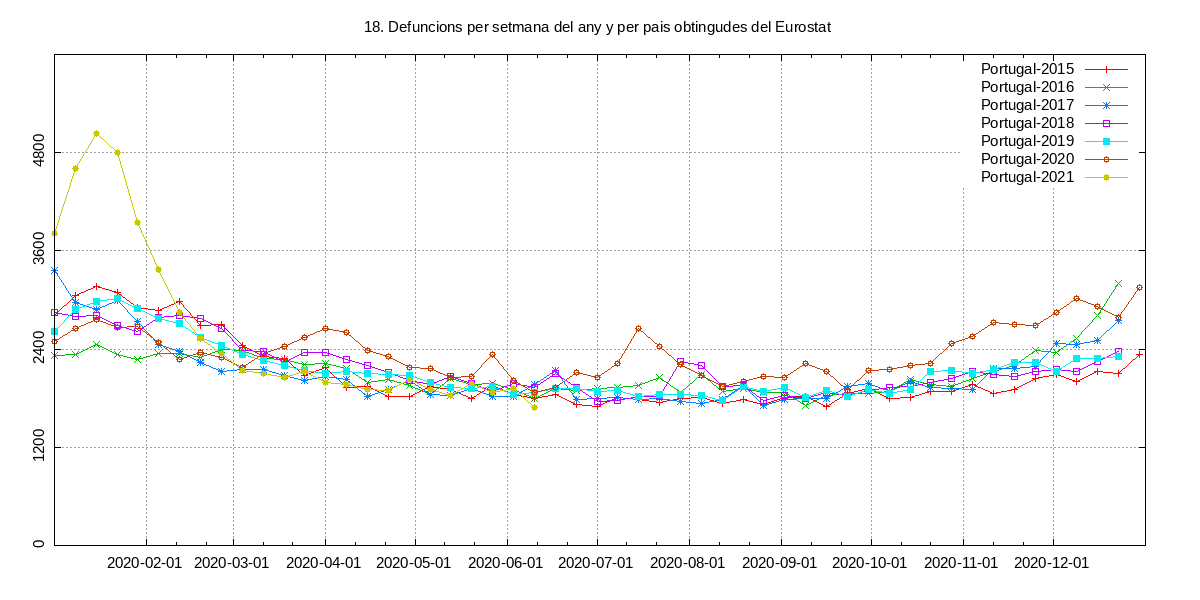 18. Defuncions per setmana del any y per pais obtingudes del Eurostat
Portugal-2015
Portugal-2016
Portugal-2017
Portugal-2018
Portugal-2019
Portugal-2020
Portugal-2021
4800
3600
2400
1200
0
2020-02-01 2020-03-01 2020-04-01 2020-05-01 2020-06-01 2020-07-01 2020-08-01 2020-09-01 2020-10-01 2020-11-01 2020-12-01